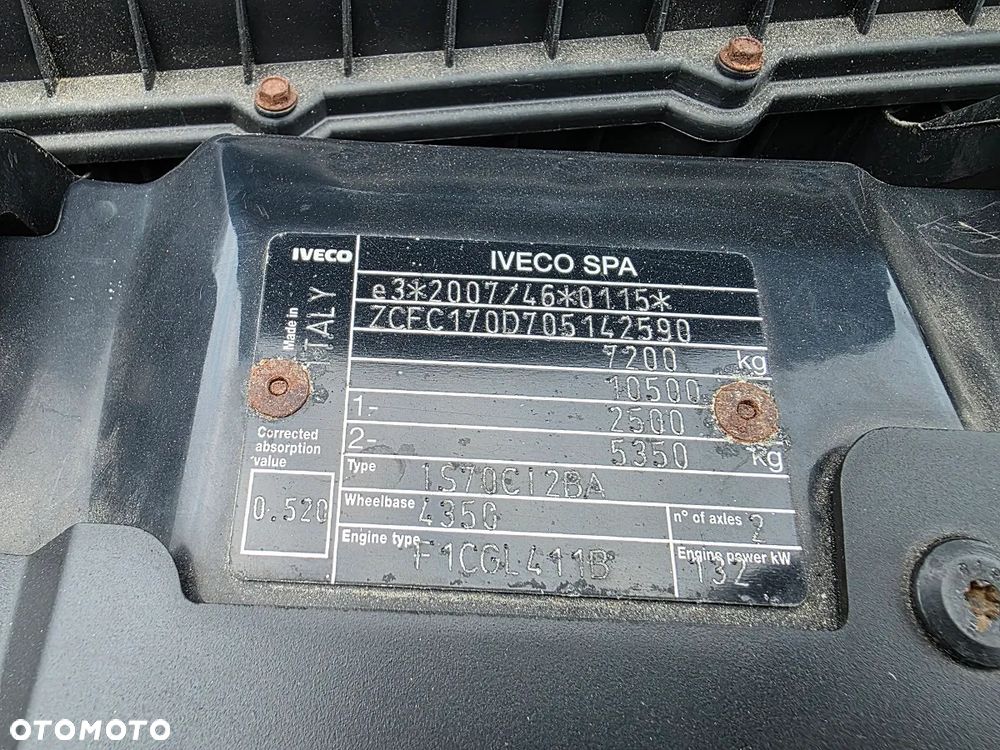 IVECO
IVECO SPA
Made in
ITALY
e3*2007/46*0115*
ZCFC170D705142590
7200 kg
10500
1- 2500
2- 5350 kg
Corrected
absorption
value
0.520
Type 1S70C12BA
Wheelbase 4350
n° of axles 2
Engine type F1CGL411B
Engine power kW 132
OTOMOTO